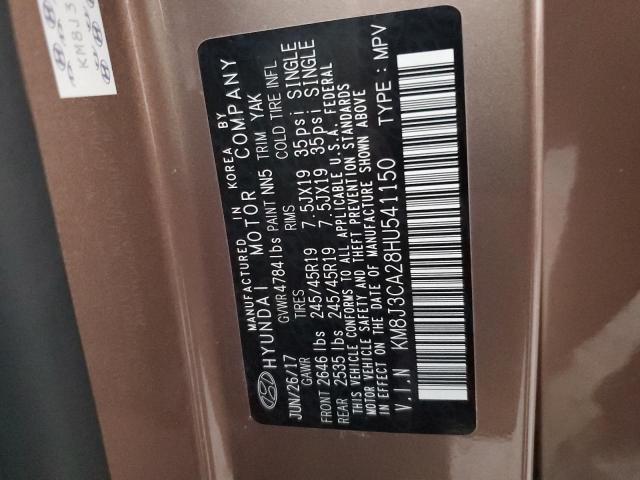 KM8J3
MANUFACTURED IN KOREA BY
HYUNDAI MOTOR COMPANY
JUN/26/17 GVWR 4784lbs PAINT NN5 TRIM YAK
GAWR TIRES RIMS COLD TIRE INFL
FRONT 2646 lbs 245/45R19 7.5JX19 35psi SINGLE
REAR 2535 lbs 245/45R19 7.5JX19 35psi SINGLE
THIS VEHICLE CONFORMS TO ALL APPLICABLE U.S.A. FEDERAL
MOTOR VEHICLE SAFETY AND THEFT PREVENTION STANDARDS
IN EFFECT ON THE DATE OF MANUFACTURE SHOWN ABOVE
V.I.N KM8J3CA28HU541150 TYPE : MPV